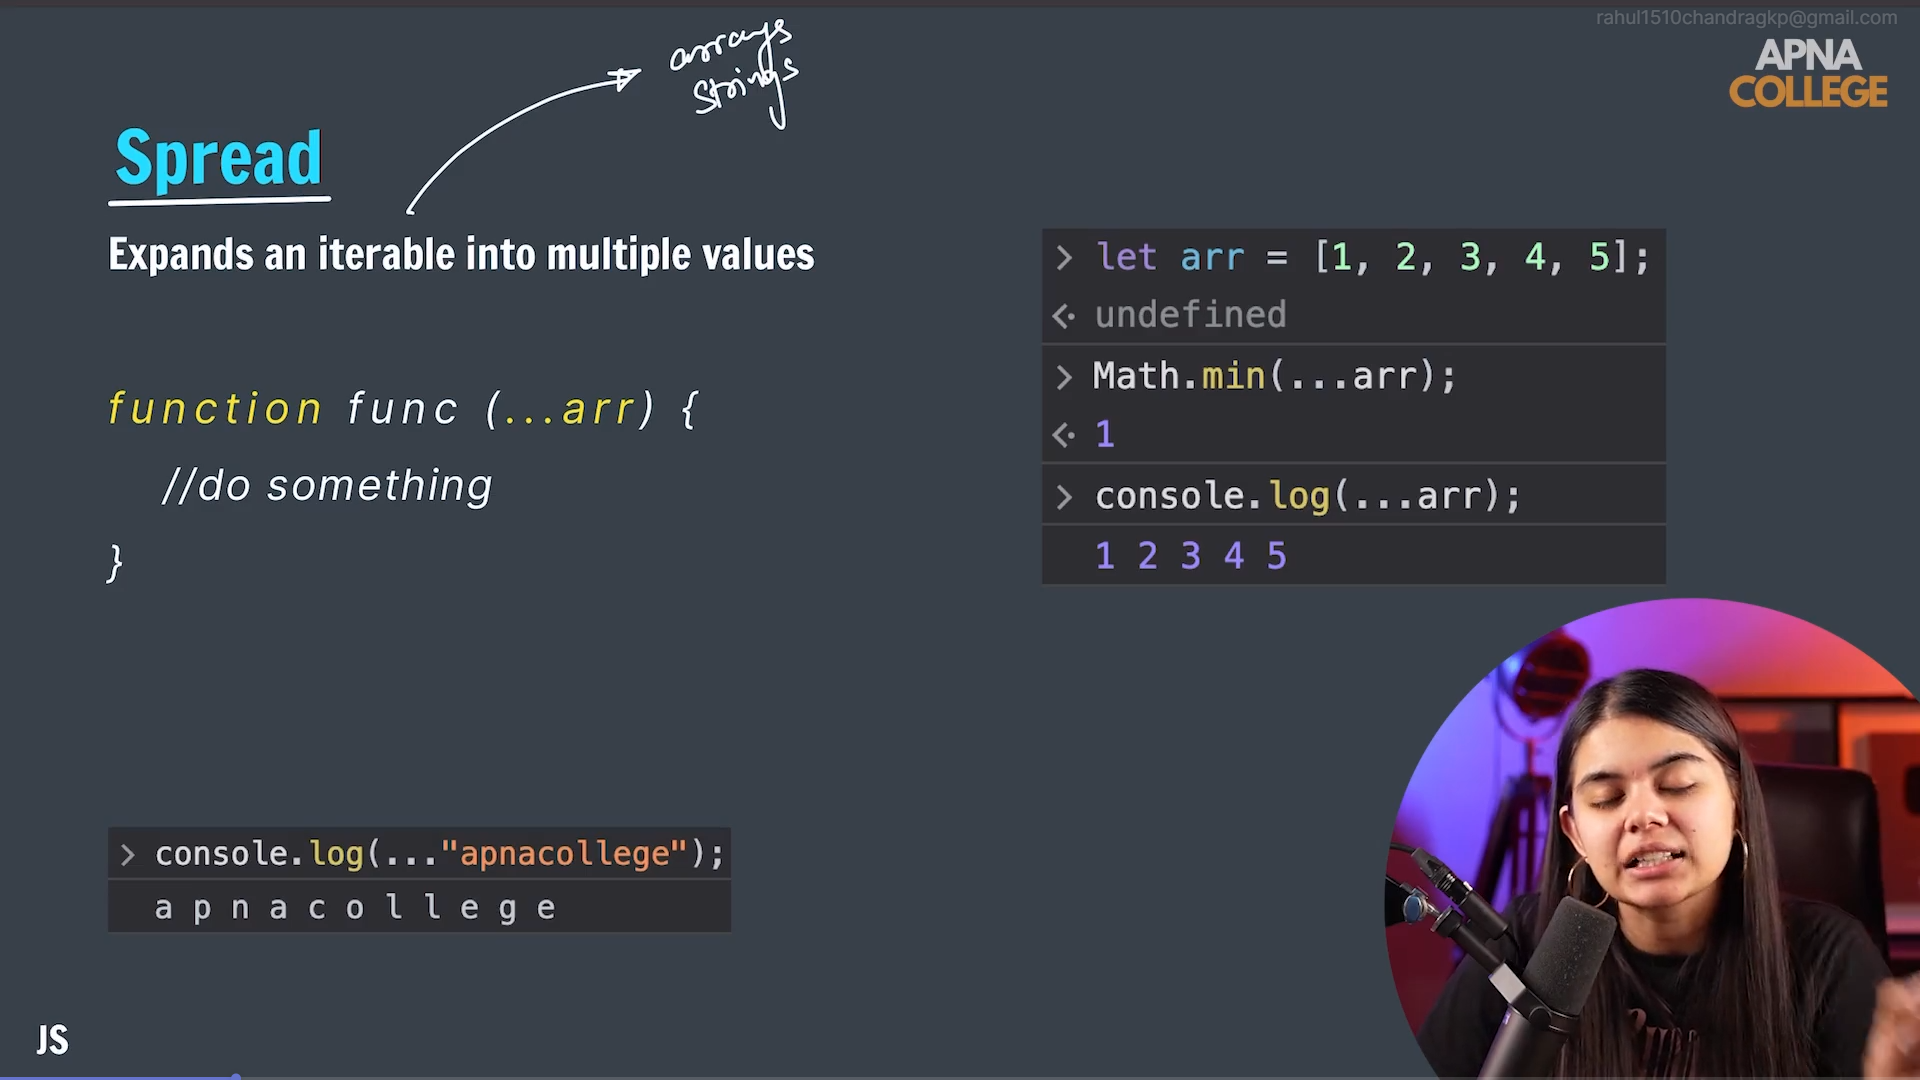 rahul1510chandragkp@gmail.com
APNA
COLLEGE
arrays
Strings
Spread
Expands an iterable into multiple values
function func (...arr) {
//do something
}
> let arr = [1, 2, 3, 4, 5];
undefined
> Math.min(...arr);
1
> console.log(...arr);
1 2 3 4 5
> console.log(..."apnacollege");
a p n a c o l l e g e
JS